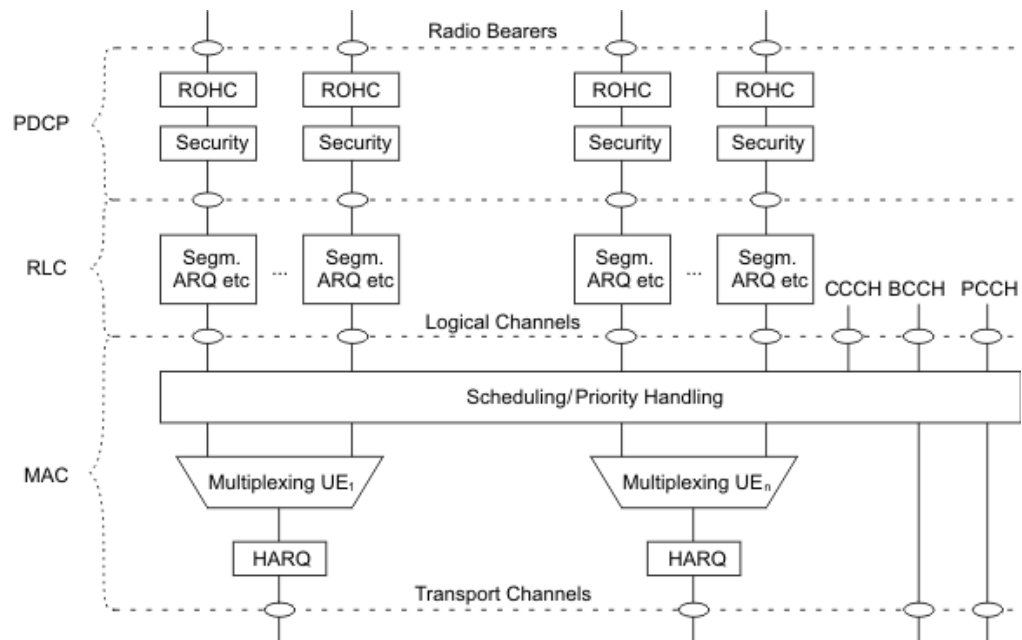 Radio Bearers
ROHC ROHC ROHC ROHC
PDCP
Security Security Security Security
RLC
Segm. ARQ etc ... Segm. ARQ etc Segm. ARQ etc ... Segm. ARQ etc
CCCH BCCH PCCH
Logical Channels
Scheduling/Priority Handling
MAC
Multiplexing UE₁ Multiplexing UEₙ
HARQ HARQ
Transport Channels